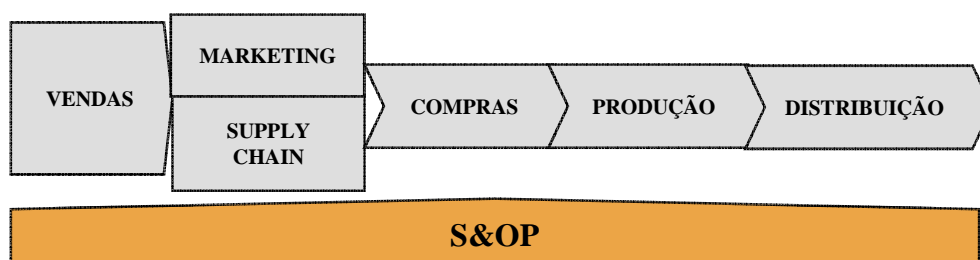 VENDAS
MARKETING
SUPPLY
CHAIN
COMPRAS
PRODUÇÃO
DISTRIBUIÇÃO
S&OP